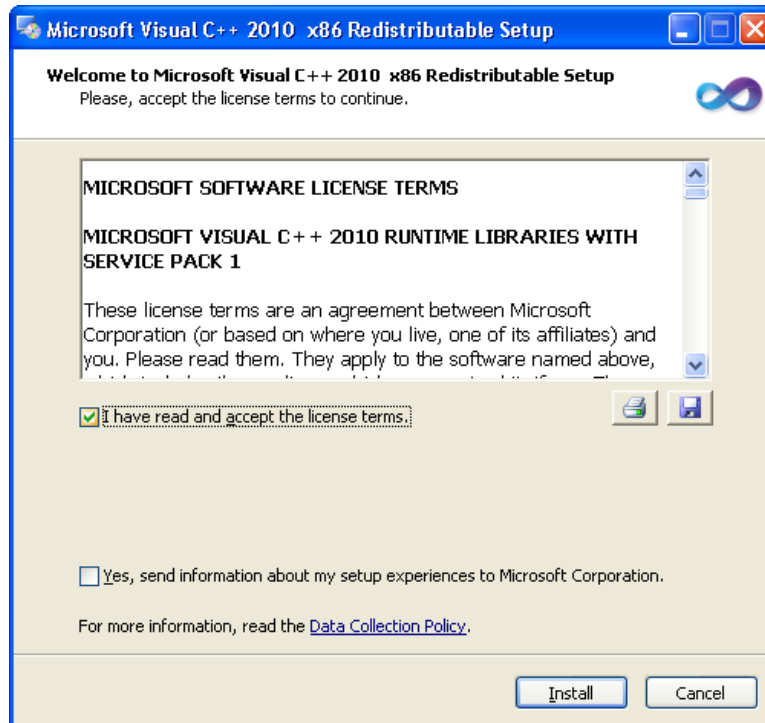 Microsoft Visual C++ 2010  x86 Redistributable Setup
Welcome to Microsoft Visual C++ 2010  x86 Redistributable Setup
Please, accept the license terms to continue.
MICROSOFT SOFTWARE LICENSE TERMS
MICROSOFT VISUAL C++ 2010 RUNTIME LIBRARIES WITH
SERVICE PACK 1
These license terms are an agreement between Microsoft
Corporation (or based on where you live, one of its affiliates) and
you. Please read them. They apply to the software named above,
I have read and accept the license terms.
Yes, send information about my setup experiences to Microsoft Corporation.
For more information, read the Data Collection Policy.
Install
Cancel